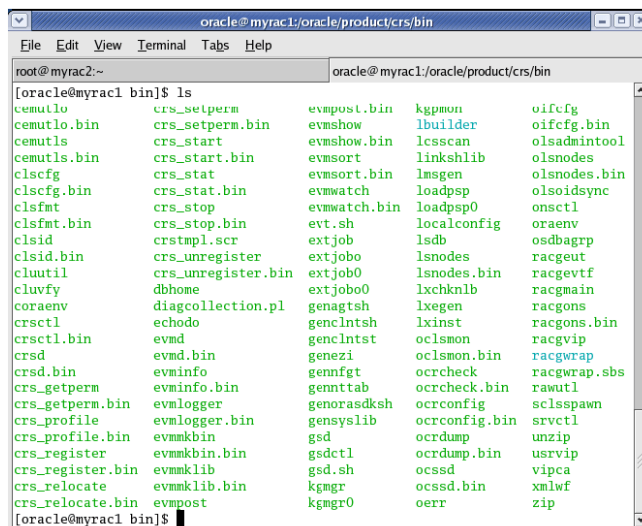 oracle@myrac1:/oracle/product/crs/bin
File Edit View Terminal Tabs Help
root@myrac2:~ oracle@myrac1:/oracle/product/crs/bin
[oracle@myrac1 bin]$ ls
cemutlo crs_setperm evmpost.bin kgpmon oifcfg
cemutlo.bin crs_setperm.bin evmshow lbuilder oifcfg.bin
cemutls crs_start evmshow.bin lcsscan olsadmintool
cemutls.bin crs_start.bin evmsort linkshlib olsnodes
clscfg crs_stat evmsort.bin lmsgen olsnodes.bin
clscfg.bin crs_stat.bin evmwatch loadpsp olsoidsync
clsfmt crs_stop evmwatch.bin loadpsp0 onsctl
clsfmt.bin crs_stop.bin evt.sh localconfig oraenv
clsid crstmpl.scr extjob lsdb osdbagrp
clsid.bin crs_unregister extjobo lsnodes racgeut
cluutil crs_unregister.bin extjob0 lsnodes.bin racgevtf
cluvfy dbhome extjobo0 lxchknlb racgmain
coraenv diagcollection.pl genagtsh lxegen racgons
crsctl echodo genclntsh lxinst racgons.bin
crsctl.bin evmd genclntst oclsmon racgvip
crsd evmd.bin genezi oclsmon.bin racgwrap
crsd.bin evminfo gennfgt ocrcheck racgwrap.sbs
crs_getperm evminfo.bin gennttab ocrcheck.bin rawutl
crs_getperm.bin evmlogger genorasdksh ocrconfig sclsspawn
crs_profile evmlogger.bin gensyslib ocrconfig.bin srvctl
crs_profile.bin evmmkbin gsd ocrdump unzip
crs_register evmmkbin.bin gsdctl ocrdump.bin usrvip
crs_register.bin evmmklib gsd.sh ocssd vipca
crs_relocate evmmklib.bin kgmgr ocssd.bin xmlwf
crs_relocate.bin evmpost kgmgr0 oerr zip
[oracle@myrac1 bin]$